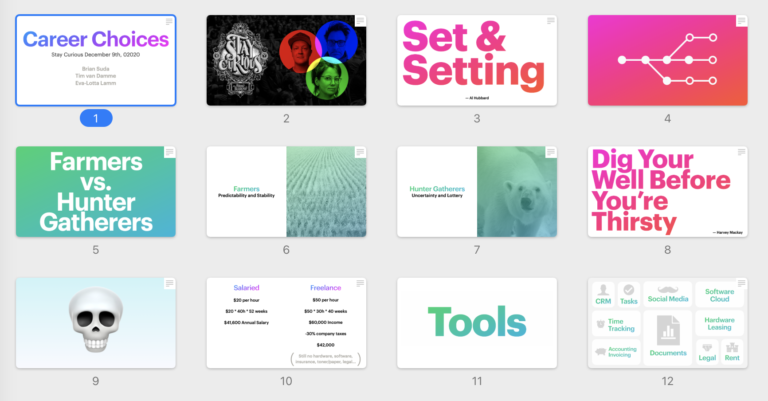 Career Choices
Stay Curious December 9th, 02020
Brian Suda
Tim van Damme
Eva-Lotta Lamm
1
STAY
CURIOUS
2
Set &
Setting
— Al Hubbard
3
4
Farmers
vs.
Hunter
Gatherers
5
Farmers
Predictability and Stability
6
Hunter Gatherers
Uncertainty and Lottery
7
Dig Your
Well Before
You're
Thirsty
— Harvey Mackay
8
9
Salaried
$20 per hour
$20 * 40h * 52 weeks
$41,600 Annual Salary
Freelance
$50 per hour
$50 * 30h * 40 weeks
$60,000 Income
-30% company taxes
$42,000
Still no hardware, software,
insurance, toner/paper, legal...
10
Tools
11
CRM
Tasks
Social Media
Software
Cloud
Time
Tracking
Documents
Hardware
Leasing
Accounting
Invoicing
Legal
Rent
12